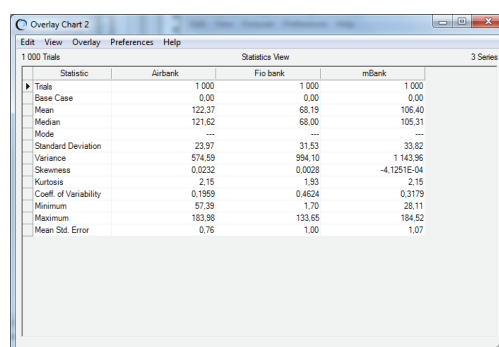 Overlay Chart 2
Edit View Overlay Preferences Help
1 000 Trials Statistics View 3 Series
Statistic Airbank Fio bank mBank
Trials 1 000 1 000 1 000
Base Case 0,00 0,00 0,00
Mean 122,37 68,19 106,40
Median 121,62 68,00 105,31
Mode --- --- ---
Standard Deviation 23,97 31,53 33,82
Variance 574,59 994,10 1 143,96
Skewness 0,0232 0,0028 -4,1251E-04
Kurtosis 2,15 1,93 2,15
Coeff. of Variability 0,1959 0,4624 0,3179
Minimum 57,39 1,70 28,11
Maximum 183,98 133,65 184,52
Mean Std. Error 0,76 1,00 1,07